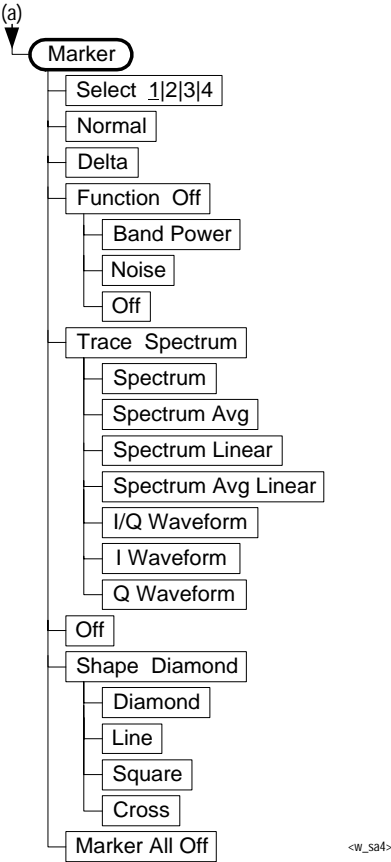 (a)
Marker
Select 1|2|3|4
Normal
Delta
Function Off
Band Power
Noise
Off
Trace Spectrum
Spectrum
Spectrum Avg
Spectrum Linear
Spectrum Avg Linear
I/Q Waveform
I Waveform
Q Waveform
Off
Shape Diamond
Diamond
Line
Square
Cross
Marker All Off
<w_sa4>